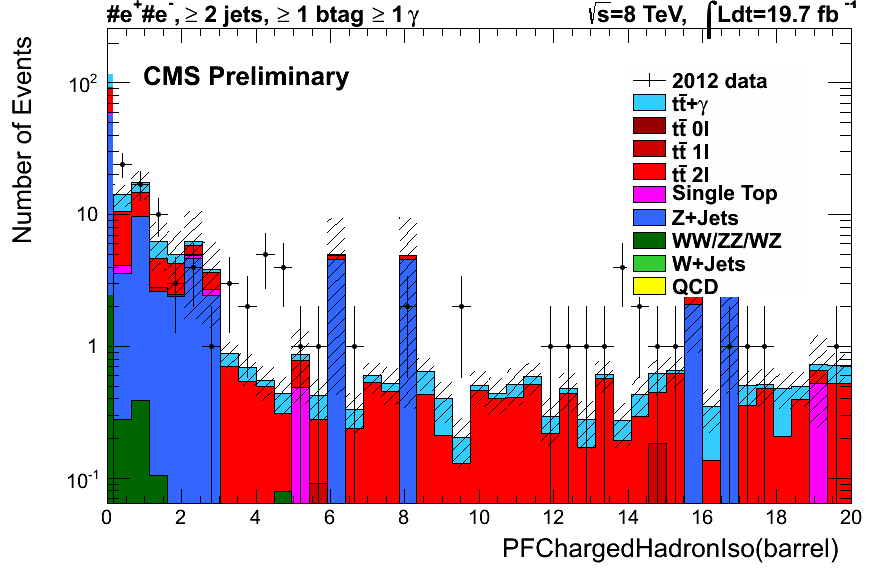 #e⁺#e⁻, ≥ 2 jets, ≥ 1 btag ≥ 1 γ
√s=8 TeV, ∫Ldt=19.7 fb⁻¹
CMS Preliminary
2012 data
tt̄+γ
tt̄ 0l
tt̄ 1l
tt̄ 2l
Single Top
Z+Jets
WW/ZZ/WZ
W+Jets
QCD
Number of Events
10²
10
1
10⁻¹
0 2 4 6 8 10 12 14 16 18 20
PFChargedHadronIso(barrel)